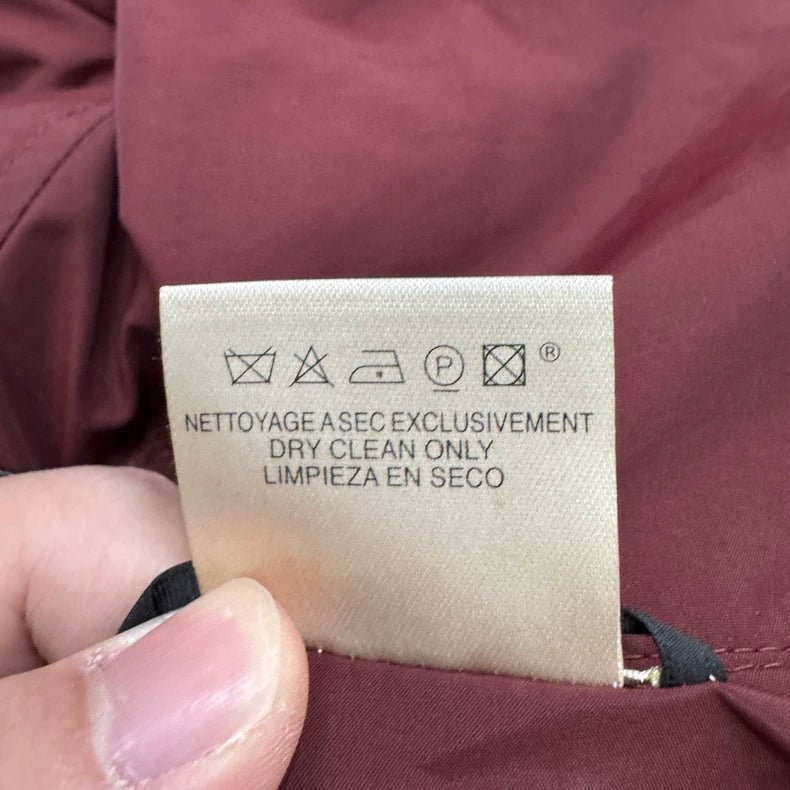 P ®
NETTOYAGE A SEC EXCLUSIVEMENT
DRY CLEAN ONLY
LIMPIEZA EN SECO